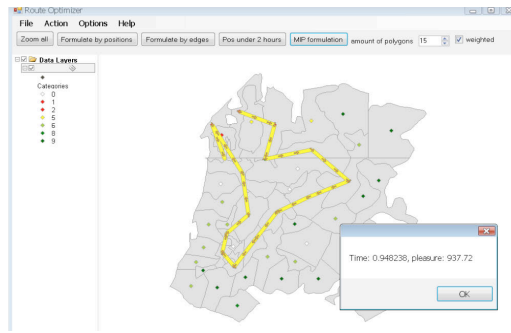 Route Optimizer
File Action Options Help
Zoom all Formulate by positions Formulate by edges Pos under 2 hours MIP formulation amount of polygons 15 weighted
Data Layers
Categories
0
1
2
5
6
8
9
Time: 0.948238, pleasure: 937.72
OK